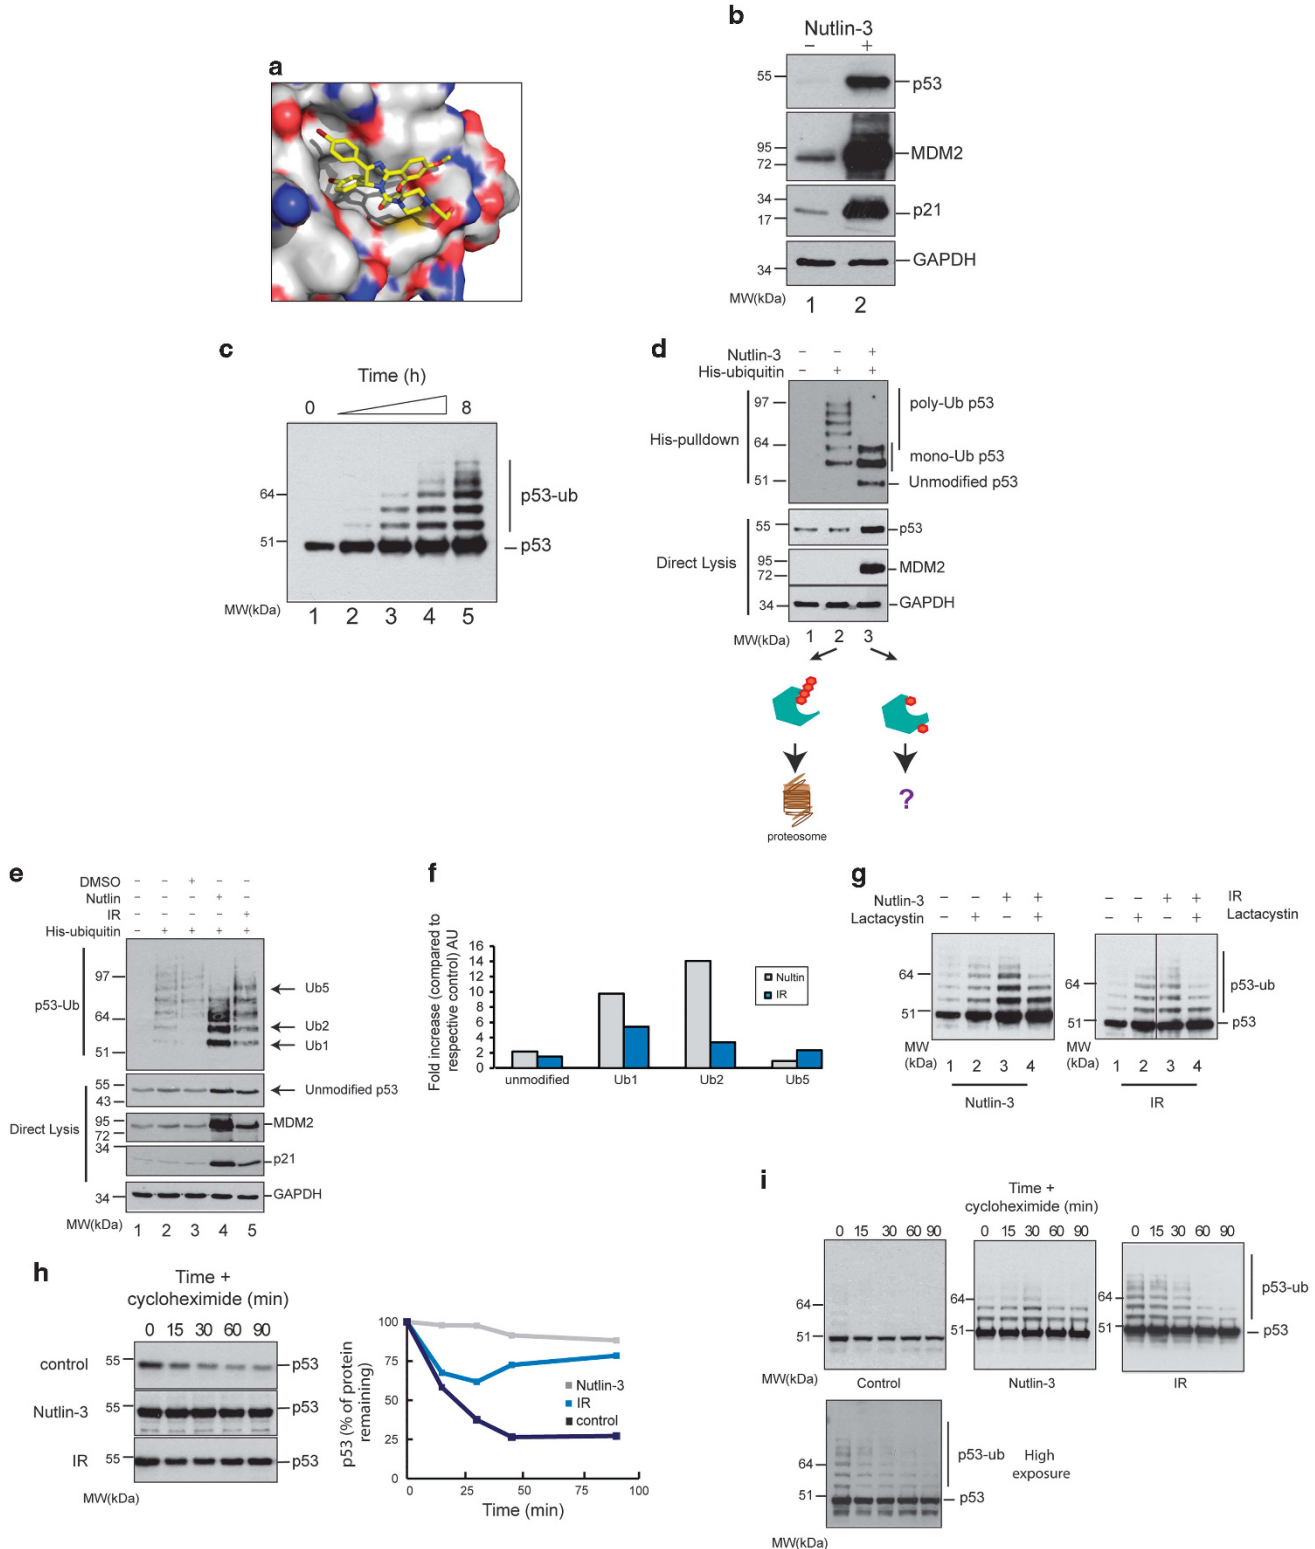 a
b
Nutlin-3
– +
55
p53
95
72
MDM2
34
17
p21
34
GAPDH
MW(kDa)
1 2
c
Time (h)
0 8
64
51
p53-ub
p53
MW(kDa)
1 2 3 4 5
d
Nutlin-3 – – +
His-ubiquitin – + +
His-pulldown
97
64
51
poly-Ub p53
mono-Ub p53
Unmodified p53
Direct Lysis
55
p53
95
72
MDM2
34
GAPDH
MW(kDa)
1 2 3
proteosome
?
e
DMSO – – + – –
Nutlin – – – + –
IR – – – – +
His-ubiquitin – + + + +
p53-Ub
97
64
51
Ub5
Ub2
Ub1
Direct Lysis
55
43
Unmodified p53
95
72
MDM2
34
p21
34
GAPDH
MW(kDa)
1 2 3 4 5
f
Fold increase (compared to
respective control) AU
16
14
12
10
8
6
4
2
0
Nultin
IR
unmodified Ub1 Ub2 Ub5
g
Nutlin-3 – – + +
Lactacystin – + – +
64
51
MW
(kDa)
1 2 3 4
Nutlin-3
– – + + IR
– + – + Lactacystin
64
51
p53-ub
p53
MW
(kDa)
1 2 3 4
IR
h
Time +
cycloheximide (min)
0 15 30 60 90
control
55
p53
Nutlin-3
55
p53
IR
55
p53
MW(kDa)
p53 (% of protein
remaining)
100
75
50
25
0
Nutlin-3
IR
control
0 25 50 75 100
Time (min)
i
Time +
cycloheximide (min)
0 15 30 60 90
0 15 30 60 90
0 15 30 60 90
64
51
64
51
64
51
p53-ub
p53
MW(kDa)
Control
Nutlin-3
IR
64
51
p53-ub
p53
High
exposure
MW(kDa)